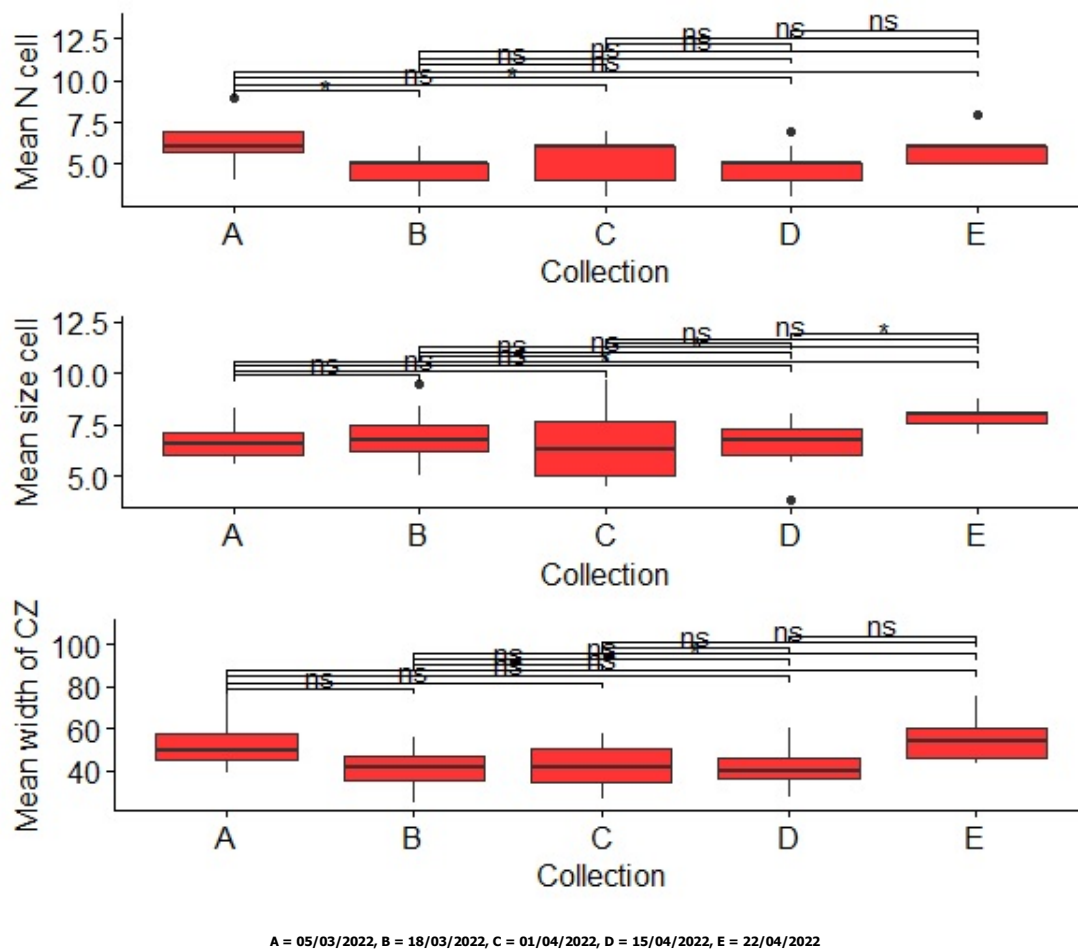 Mean N cell
12.5
10.0
7.5
5.0
ns
ns
ns
ns
ns
ns
ns
*
ns
*
A B C D E
Collection
Mean size cell
12.5
10.0
7.5
5.0
*
ns
ns
ns
ns
ns
ns
ns
A B C D E
Collection
Mean width of CZ
100
80
60
40
ns
ns
ns
ns
ns
ns
ns
ns
ns
A B C D E
Collection
A = 05/03/2022, B = 18/03/2022, C = 01/04/2022, D = 15/04/2022, E = 22/04/2022